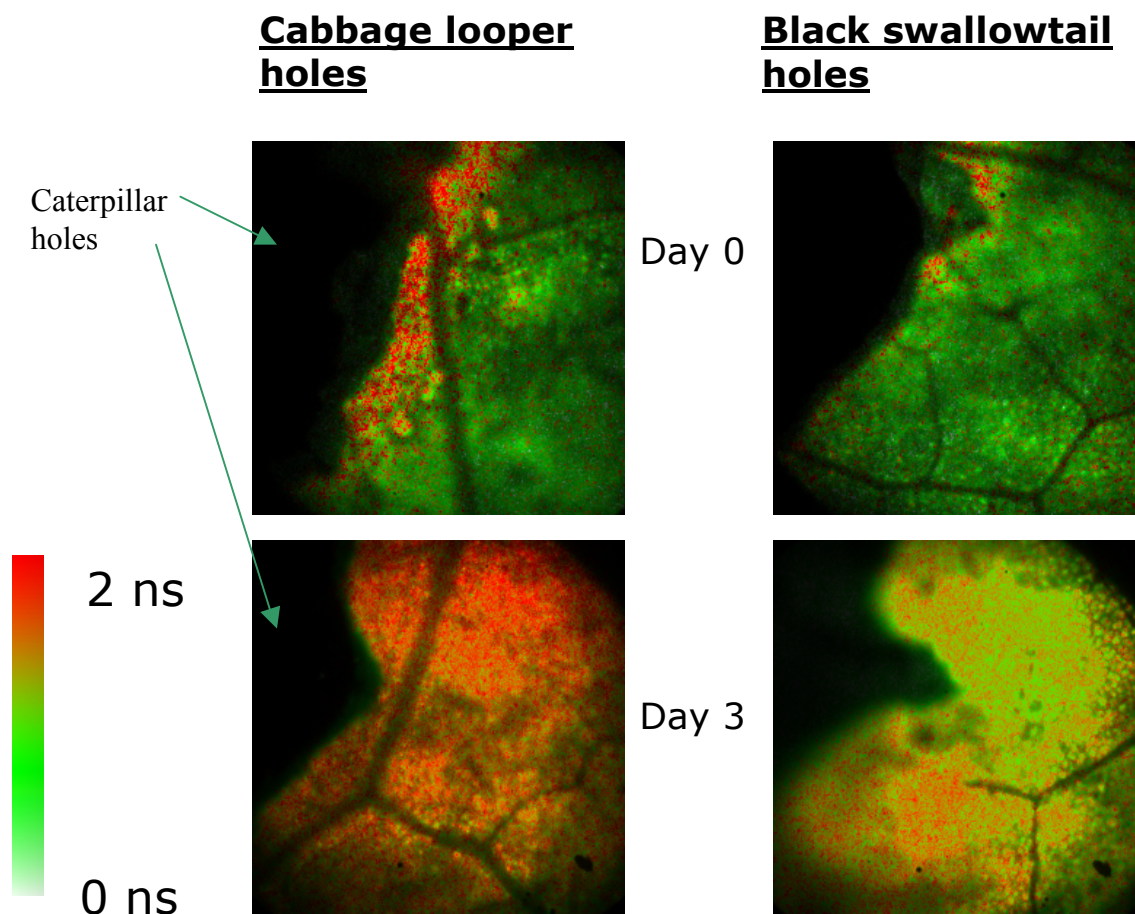 Cabbage looper
holes
Black swallowtail
holes
Caterpillar
holes
Day 0
2 ns
Day 3
0 ns